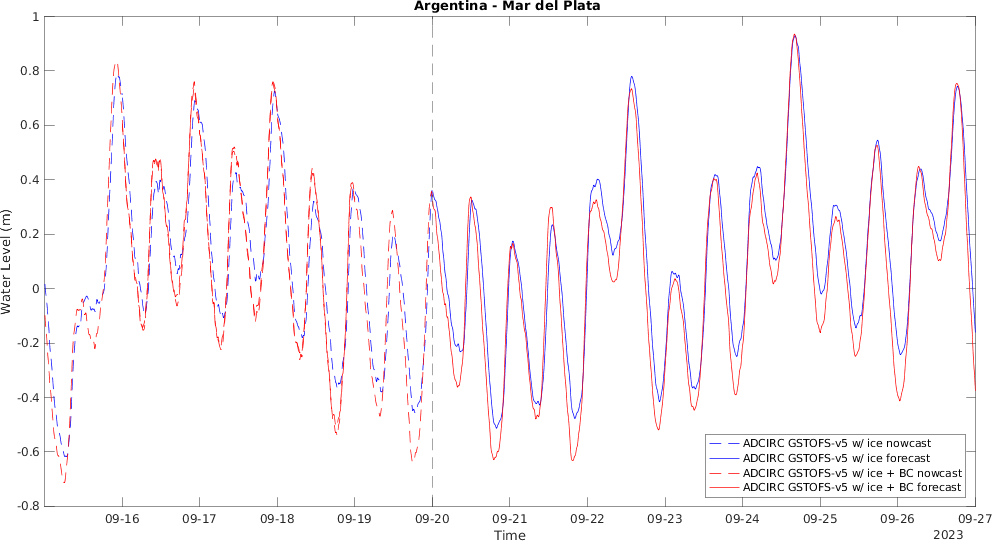 Argentina - Mar del Plata
Water Level (m)
1
0.8
0.6
0.4
0.2
0
-0.2
-0.4
-0.6
-0.8
ADCIRC GSTOFS-v5 w/ ice nowcast
ADCIRC GSTOFS-v5 w/ ice forecast
ADCIRC GSTOFS-v5 w/ ice + BC nowcast
ADCIRC GSTOFS-v5 w/ ice + BC forecast
09-16 09-17 09-18 09-19 09-20 09-21 09-22 09-23 09-24 09-25 09-26 09-27
Time
2023